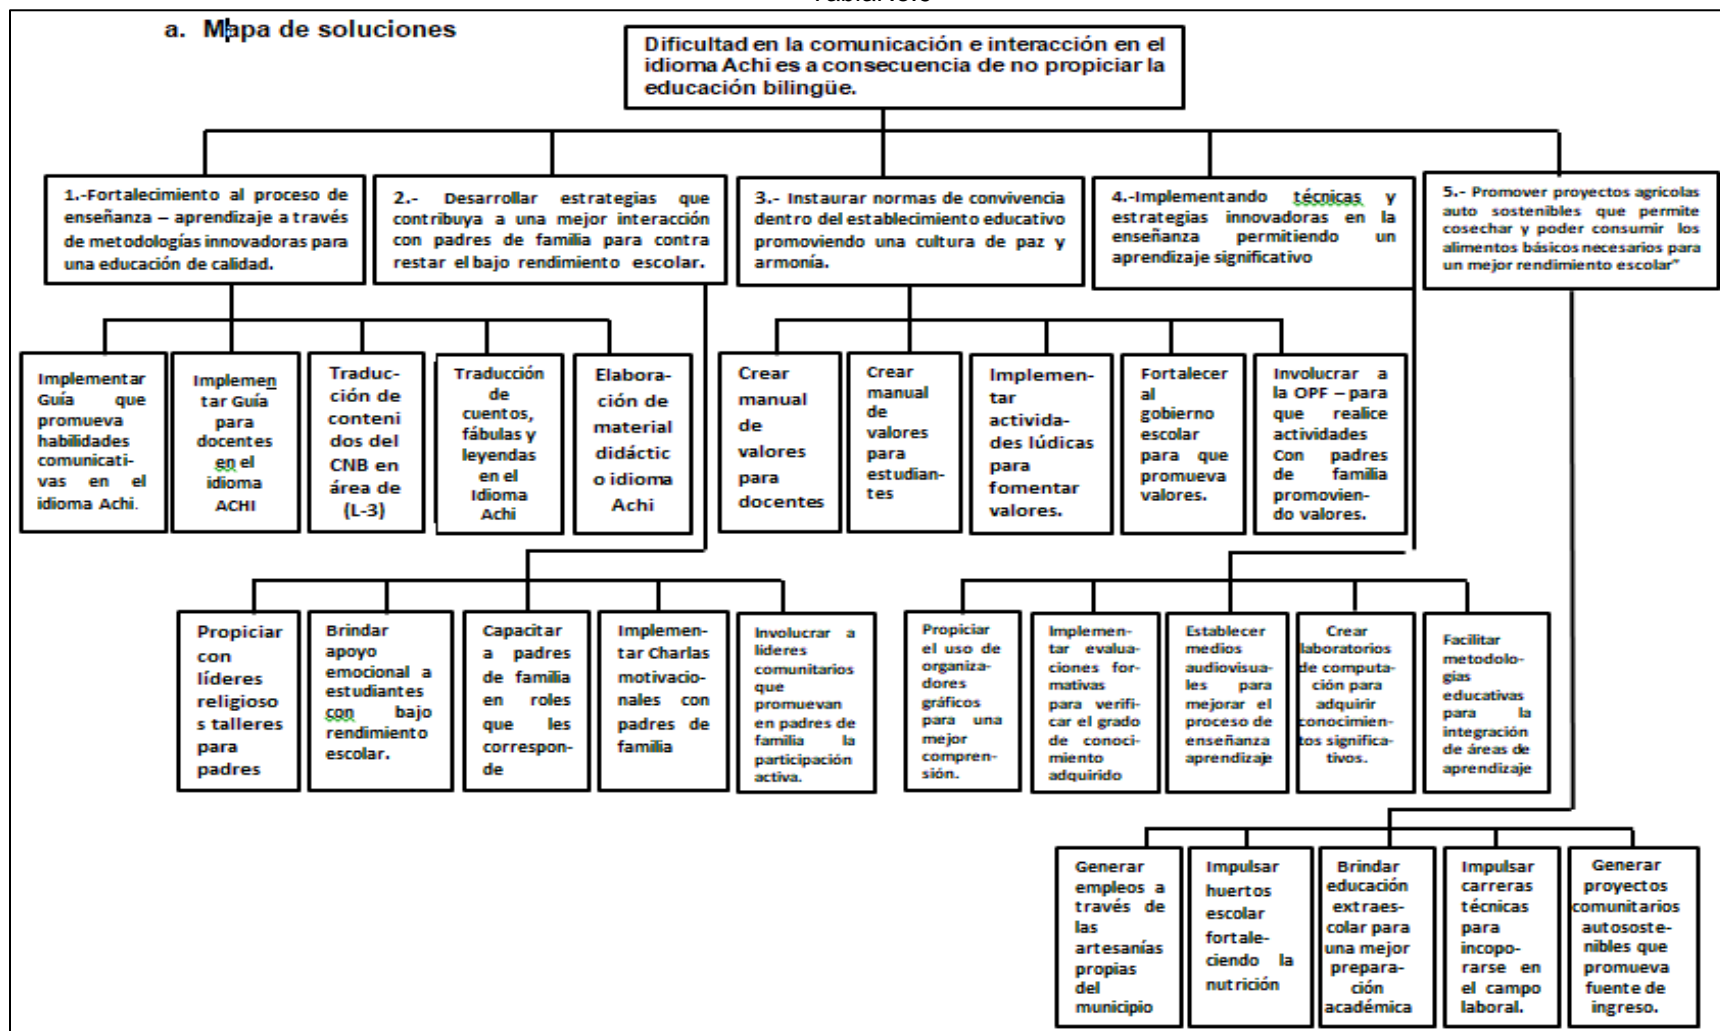 a. Mapa de soluciones
Dificultad en la comunicación e interacción en el
idioma Achi es a consecuencia de no propiciar la
educación bilingüe.
1.-Fortalecimiento al proceso de
enseñanza – aprendizaje a través
de metodologías innovadoras para
una educación de calidad.
2.- Desarrollar estrategias que
contribuya a una mejor interacción
con padres de familia para contra
restar el bajo rendimiento escolar.
3.- Instaurar normas de convivencia
dentro del establecimiento educativo
promoviendo una cultura de paz y
armonía.
4.-Implementando técnicas y
estrategias innovadoras en la
enseñanza permitiendo un
aprendizaje significativo
5.- Promover proyectos agrícolas
auto sostenibles que permite
cosechar y poder consumir los
alimentos básicos necesarios para
un mejor rendimiento escolar"
Implementar
Guía que
promueva
habilidades
comunicati-
vas en el
idioma Achi.
Implemen
tar Guía
para
docentes
en el
idioma
ACHI
Traduc-
ción de
conteni
dos del
CNB en
área de
(L-3)
Traducción
de
cuentos,
fábulas y
leyendas
en el
Idioma
Achi
Elabora-
ción de
material
didáctic
o idioma
Achi
Crear
manual
de
valores
para
docentes
Crear
manual
de
valores
para
estudian-
tes
Implemen-
tar
activida-
des lúdicas
para
fomentar
valores.
Fortalecer
al
gobierno
escolar
para que
promueva
valores.
Involucrar a
la OPF – para
que realice
actividades
Con padres
de familia
promovien-
do valores.
Propiciar
con
líderes
religioso
s talleres
para
padres
Brindar
apoyo
emocional a
estudiantes
con bajo
rendimiento
escolar.
Capacitar
a padres
de familia
en roles
que les
correspon-
de
Implemen-
tar Charlas
motivacio-
nales con
padres de
familia
Involucrar a
líderes
comunitarios
que
promuevan
en padres de
familia la
participación
activa.
Propiciar
el uso de
organiza-
dores
gráficos
para una
mejor
compren-
sión.
Implemen-
tar evalua-
ciones for-
mativas
para verifi-
car el grado
de conoci-
miento
adquirido
Establecer
medios
audiovisua-
les para
mejorar el
proceso de
enseñanza
aprendizaje
Crear
laboratorios
de computa-
ción para
adquirir
conocimien-
tos significa-
tivos.
Facilitar
metodolo-
gías
educativas
para la
integración
de áreas de
aprendizaje
Generar
empleos a
través de
las
artesanías
propias
del
municipio
Impulsar
huertos
escolar
fortale-
ciendo la
nutrición
Brindar
educación
extraes-
colar para
una mejor
prepara-
ción
académica
Impulsar
carreras
técnicas
para
incopo-
rarse en
el campo
laboral.
Generar
proyectos
comunitarios
autososte-
nibles que
promueva
fuente de
ingreso.